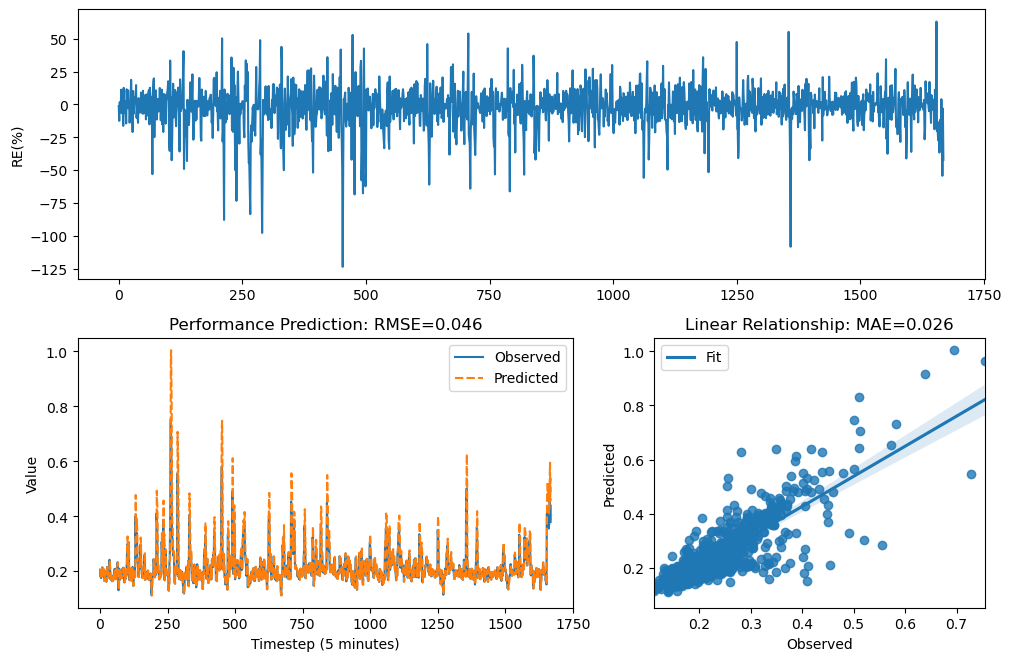 50
25
0
−25
−50
−75
−100
−125
RE(%)
0 250 500 750 1000 1250 1500 1750
Performance Prediction: RMSE=0.046
Observed
Predicted
1.0
0.8
0.6
0.4
0.2
Value
0 250 500 750 1000 1250 1500 1750
Timestep (5 minutes)
Linear Relationship: MAE=0.026
Fit
1.0
0.8
0.6
0.4
0.2
Predicted
0.2 0.3 0.4 0.5 0.6 0.7
Observed